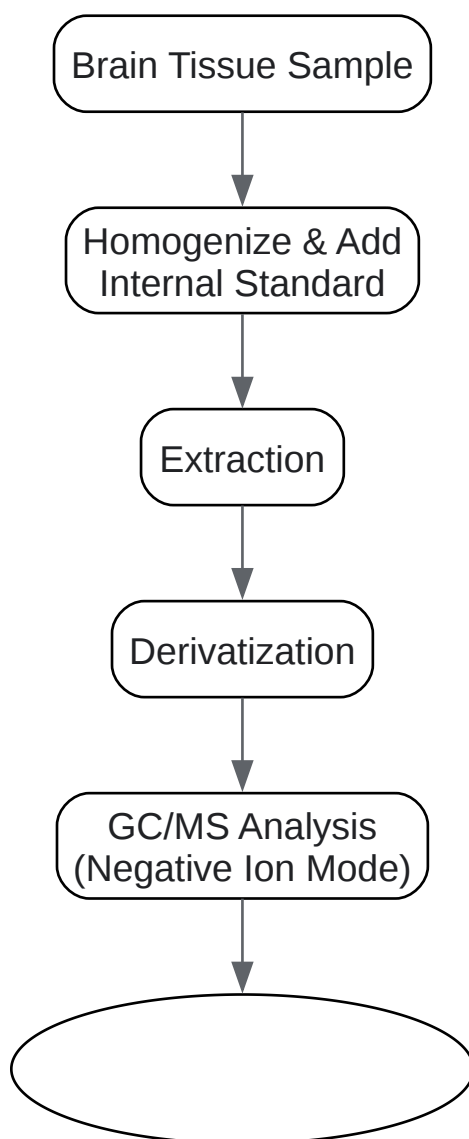 Brain Tissue Sample
Homogenize & Add
Internal Standard
Extraction
Derivatization
GC/MS Analysis
(Negative Ion Mode)